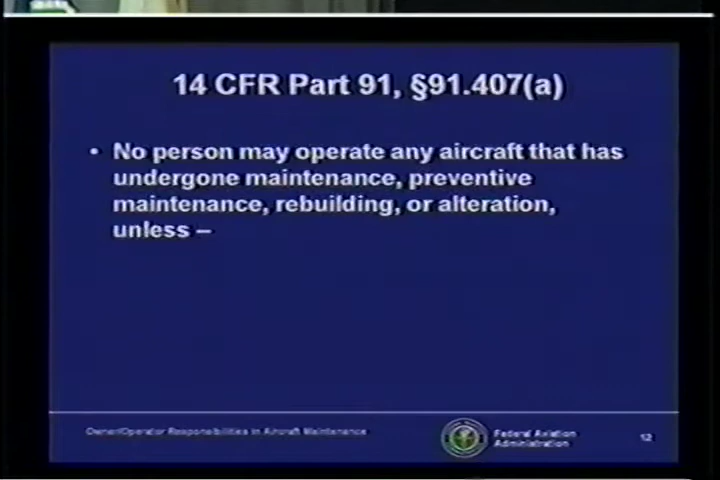 14 CFR Part 91, §91.407(a)
• No person may operate any aircraft that has
undergone maintenance, preventive
maintenance, rebuilding, or alteration,
unless –
Owner/Operator Responsibilities in Aircraft Maintenance
Federal Aviation
Administration
12